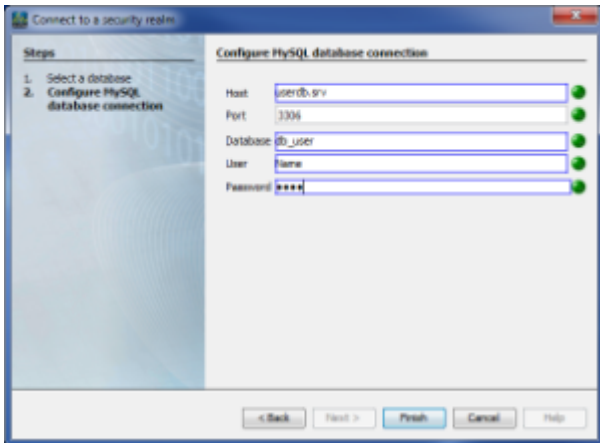 Connect to a security realm
Steps
1. Select a database
2. Configure MySQL
database connection
Configure MySQL database connection
Host userdb.srv
Port 3306
Database db_user
User Name
Password ****
< Back Next > Finish Cancel Help